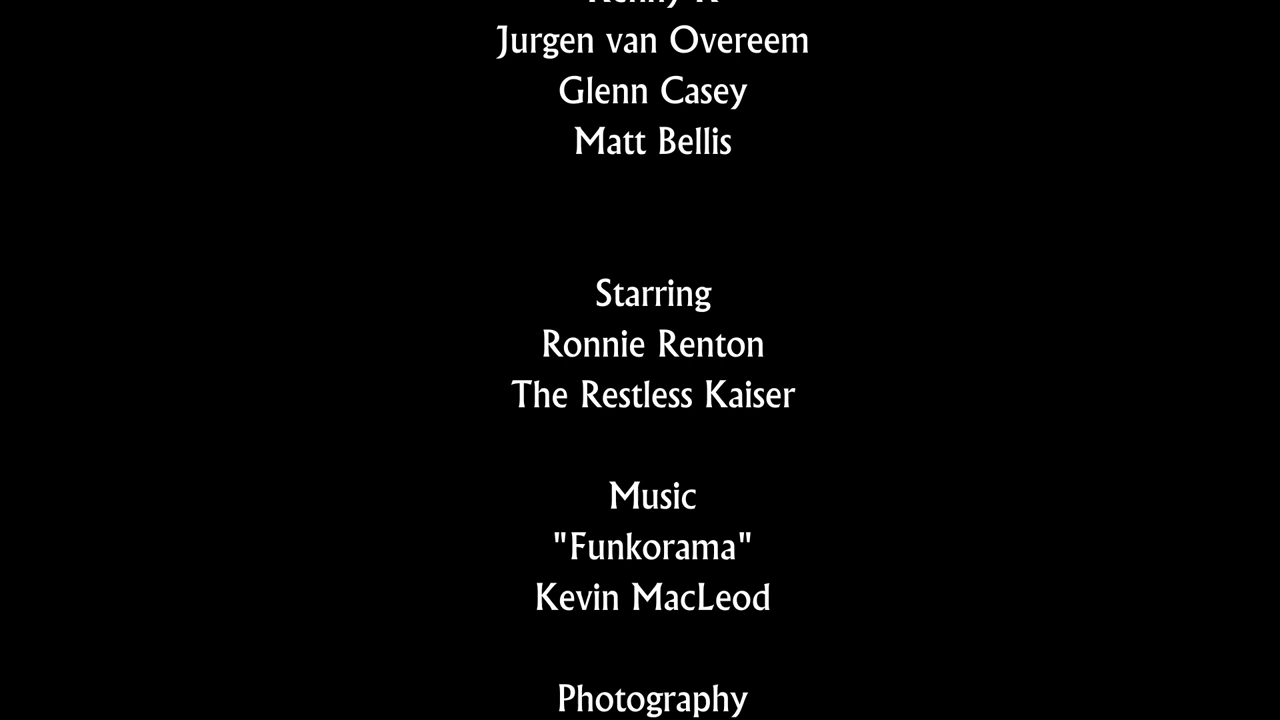 Jurgen van Overeem
Glenn Casey
Matt Bellis
Starring
Ronnie Renton
The Restless Kaiser
Music
"Funkorama"
Kevin MacLeod
Photography